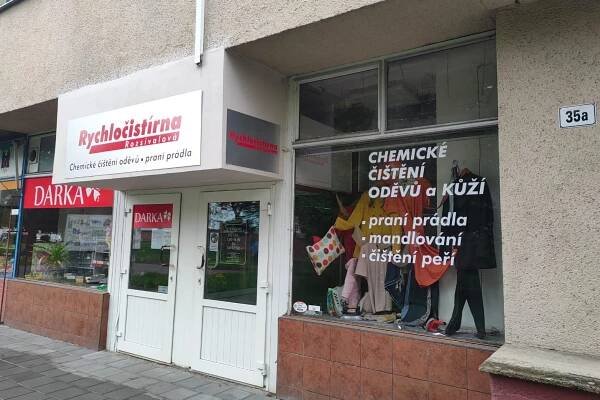 Rychločistírna
Rozsívalová
Chemické čištění oděvů • praní prádla
Rychločistírna
35a
CHEMICKÉ
ČIŠTĚNÍ
ODĚVŮ a KŮŽÍ
• praní prádla
• mandlování
• čištění peří
DARKA
DARKA